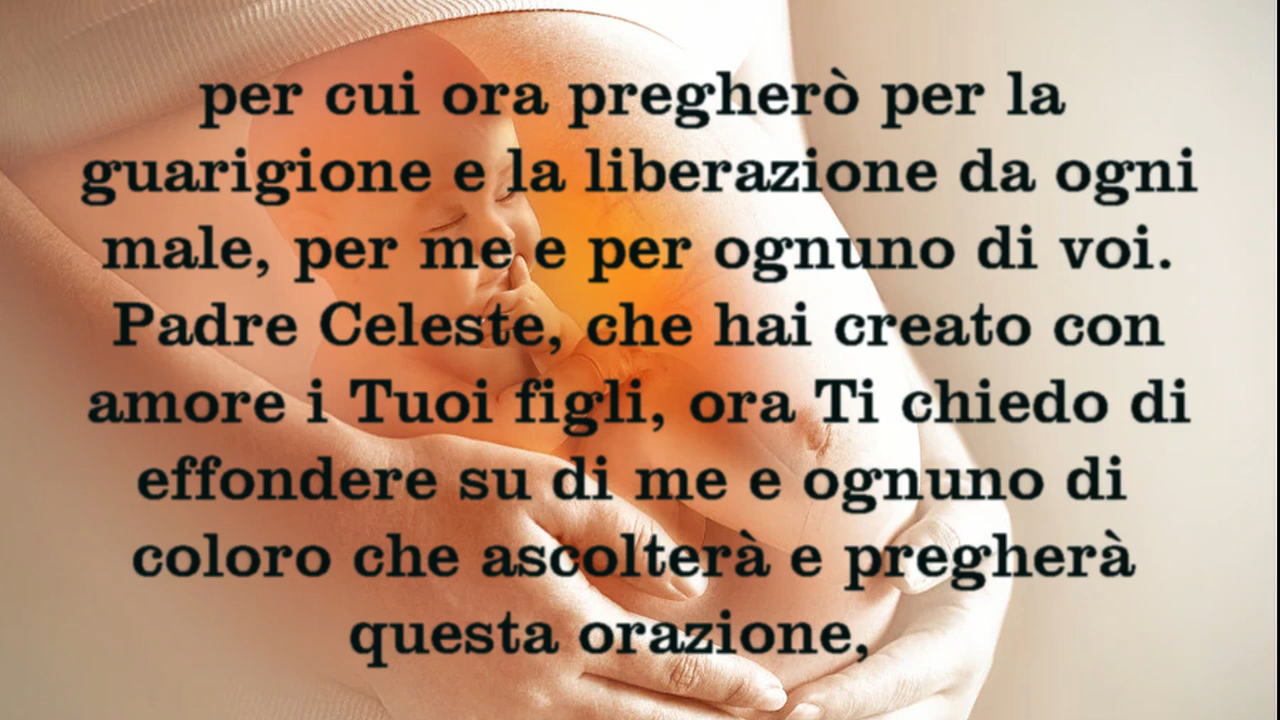 per cui ora pregherò per la
guarigione e la liberazione da ogni
male, per me e per ognuno di voi.
Padre Celeste, che hai creato con
amore i Tuoi figli, ora Ti chiedo di
effondere su di me e ognuno di
coloro che ascolterà e pregherà
questa orazione,